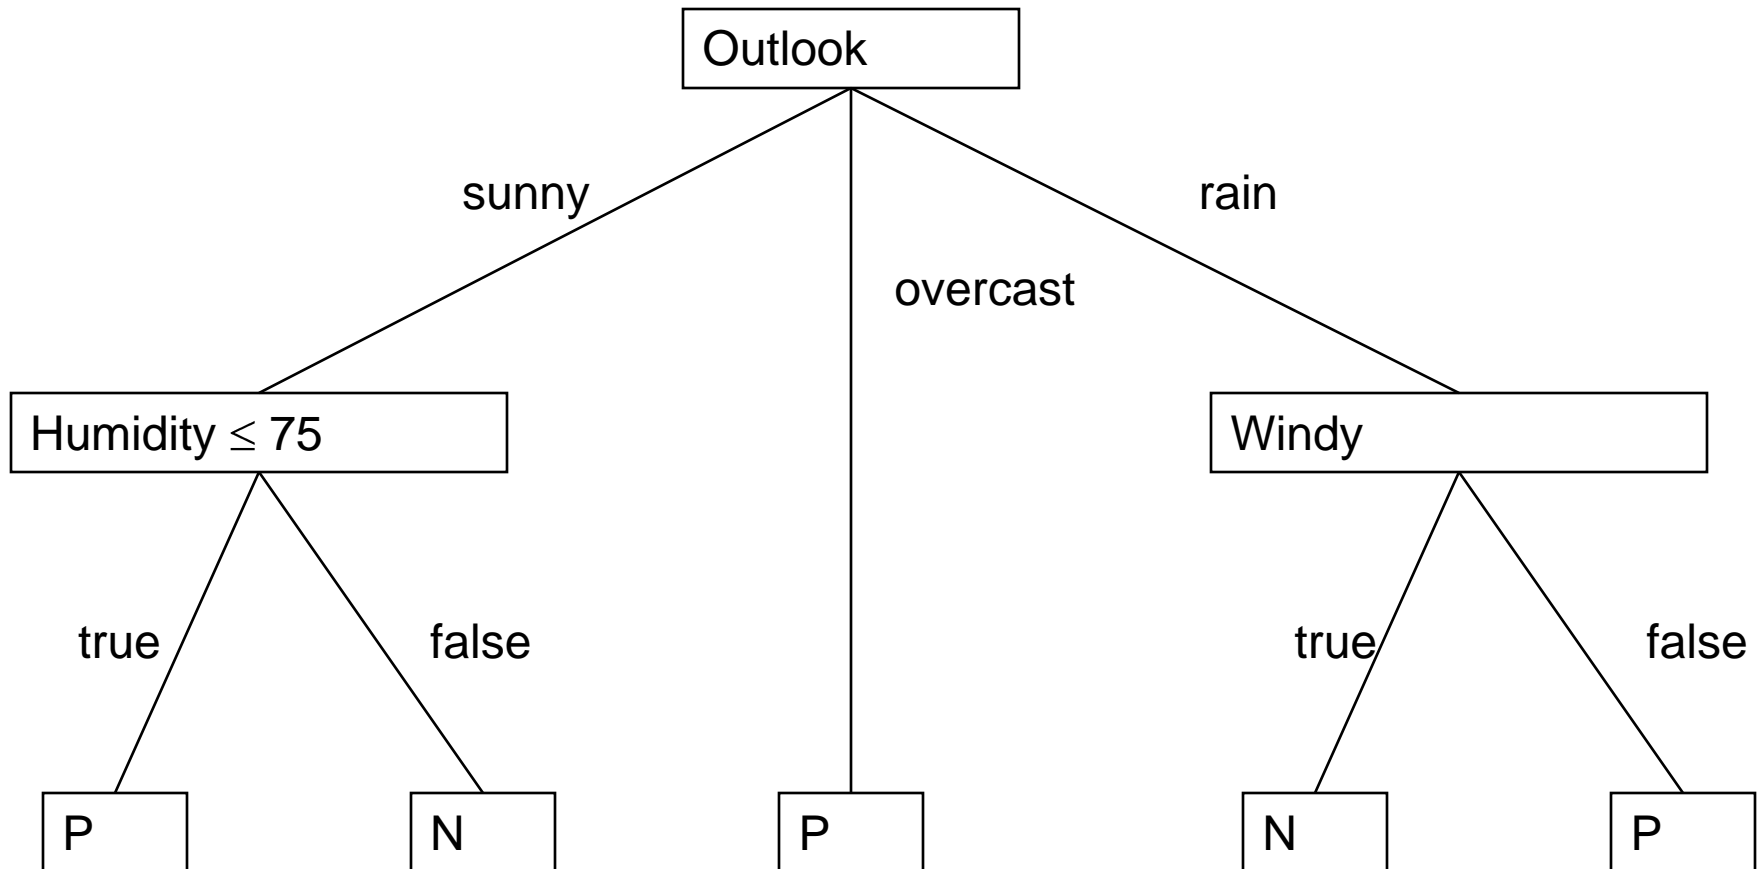 Outlook
sunny
rain
overcast
Humidity ≤ 75
Windy
true
false
true
false
P
N
P
N
P